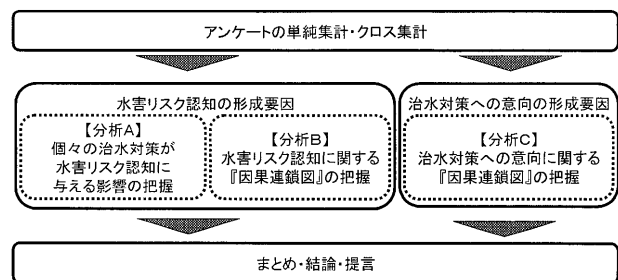 アンケートの単純集計・クロス集計
水害リスク認知の形成要因
【分析A】
個々の治水対策が
水害リスク認知に
与える影響の把握
【分析B】
水害リスク認知に関する
『因果連鎖図』の把握
治水対策への意向の形成要因
【分析C】
治水対策への意向に関する
『因果連鎖図』の把握
まとめ・結論・提言